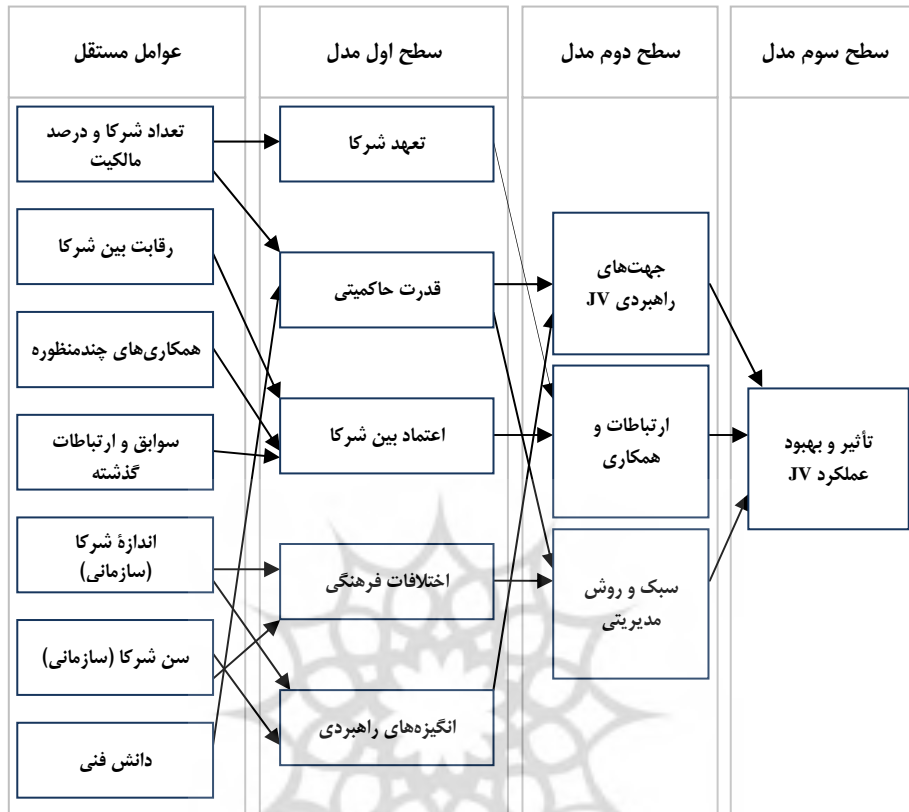 عوامل مستقل
سطح اول مدل
سطح دوم مدل
سطح سوم مدل
تعداد شرکا و درصد
مالکیت
رقابت بین شرکا
همکاری‌های چندمنظوره
سوابق و ارتباطات
گذشته
اندازهٔ شرکا
(سازمانی)
سن شرکا (سازمانی)
دانش فنی
تعهد شرکا
قدرت حاکمیتی
اعتماد بین شرکا
اختلافات فرهنگی
انگیزه‌های راهبردی
جهت‌های
راهبردی JV
ارتباطات و
همکاری
سبک و روش
مدیریتی
تأثیر و بهبود
عملکرد JV